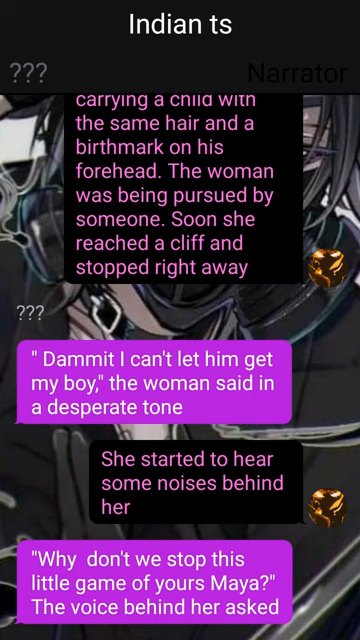 Indian ts
???
Narrator
carrying a child with
the same hair and a
birthmark on his
forehead. The woman
was being pursued by
someone. Soon she
reached a cliff and
stopped right away
???
" Dammit I can't let him get
my boy," the woman said in
a desperate tone
She started to hear
some noises behind
her
"Why  don't we stop this
little game of yours Maya?"
The voice behind her asked